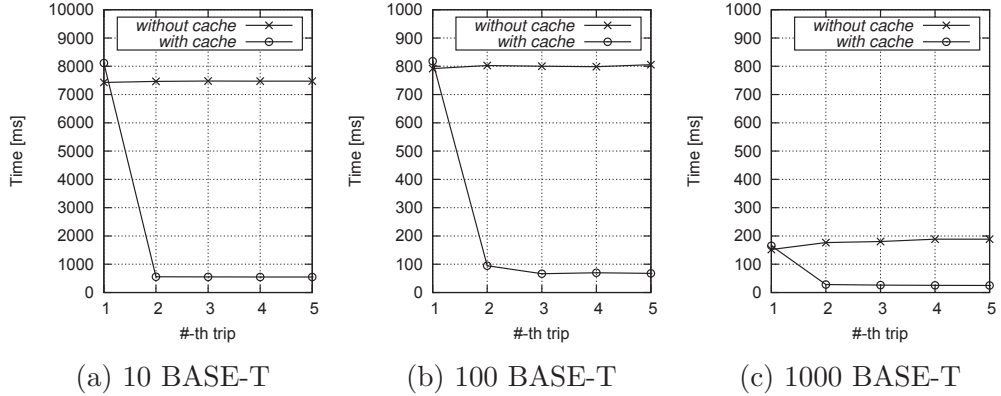 10000
9000
8000
7000
6000
5000
4000
3000
2000
1000
0
Time [ms]
without cache
with cache
1 2 3 4 5
#-th trip
(a) 10 BASE-T
1000
900
800
700
600
500
400
300
200
100
0
Time [ms]
without cache
with cache
1 2 3 4 5
#-th trip
(b) 100 BASE-T
1000
900
800
700
600
500
400
300
200
100
0
Time [ms]
without cache
with cache
1 2 3 4 5
#-th trip
(c) 1000 BASE-T